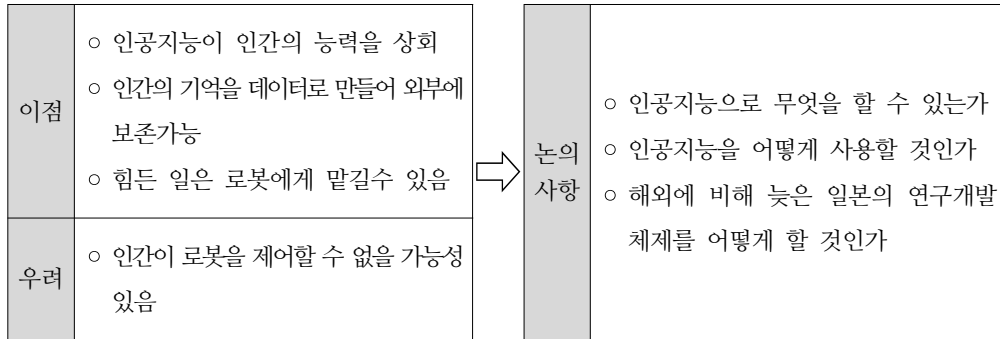 이점
○ 인공지능이 인간의 능력을 상회
○ 인간의 기억을 데이터로 만들어 외부에
보존가능
○ 힘든 일은 로봇에게 맡길수 있음
우려
○ 인간이 로봇을 제어할 수 없을 가능성
있음
논의
사항
○ 인공지능으로 무엇을 할 수 있는가
○ 인공지능을 어떻게 사용할 것인가
○ 해외에 비해 늦은 일본의 연구개발
체제를 어떻게 할 것인가